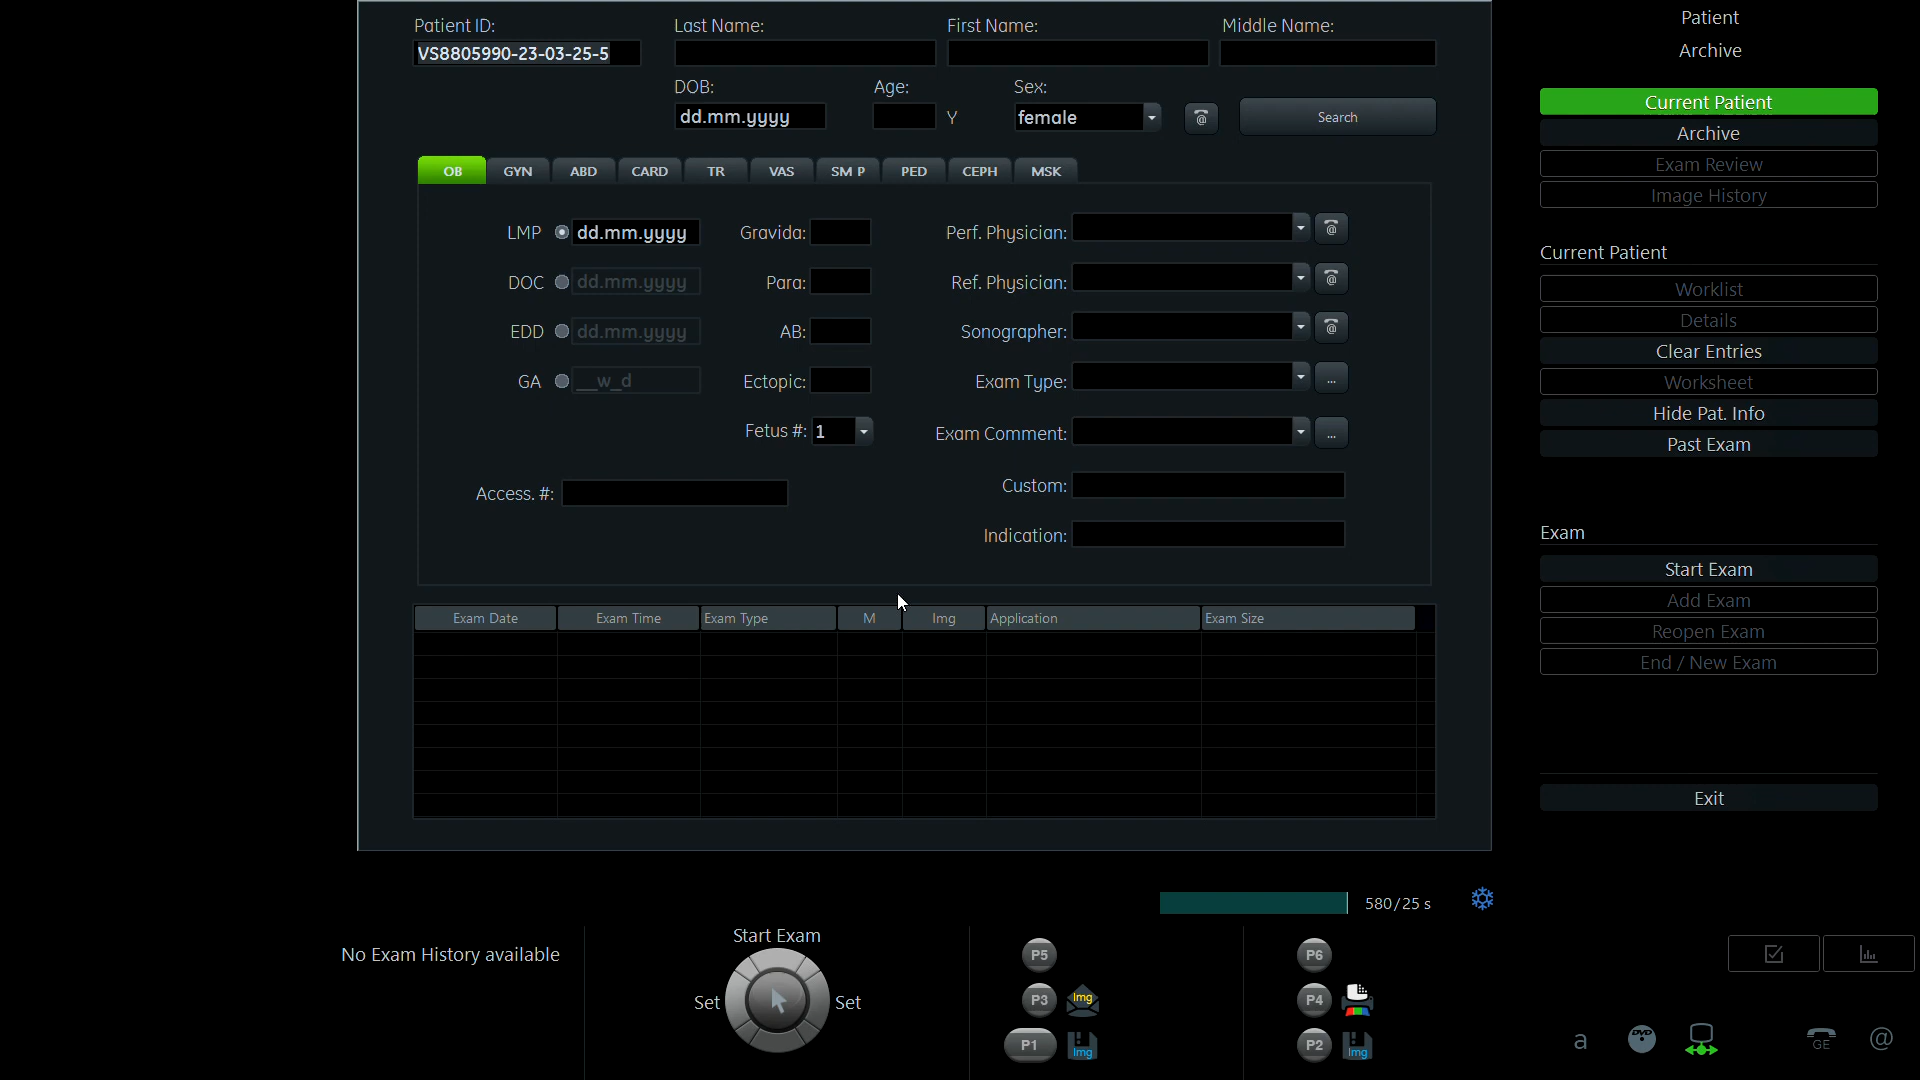 Patient ID: Last Name: First Name: Middle Name:
VS8805990-23-03-25-5
DOB: Age: Sex:
dd.mm.yyyy Y female @ Search
OB GYN ABD CARD TR VAS SM P PED CEPH MSK
LMP dd.mm.yyyy Gravida: Perf. Physician: @
DOC dd.mm.yyyy Para: Ref. Physician: @
EDD dd.mm.yyyy AB: Sonographer: @
GA __w_d Ectopic: Exam Type: ...
Fetus #: 1 Exam Comment: ...
Access. #: Custom:
Indication:
Exam Date Exam Time Exam Type M Img Application Exam Size
Patient
Archive
Current Patient
Archive
Exam Review
Image History
Current Patient
Worklist
Details
Clear Entries
Worksheet
Hide Pat. Info
Past Exam
Exam
Start Exam
Add Exam
Reopen Exam
End / New Exam
Exit
580/25 s
No Exam History available
Start Exam
Set Set
P5 P6
P3 Img P4
P1 Img P2 Img
a DVD GE @